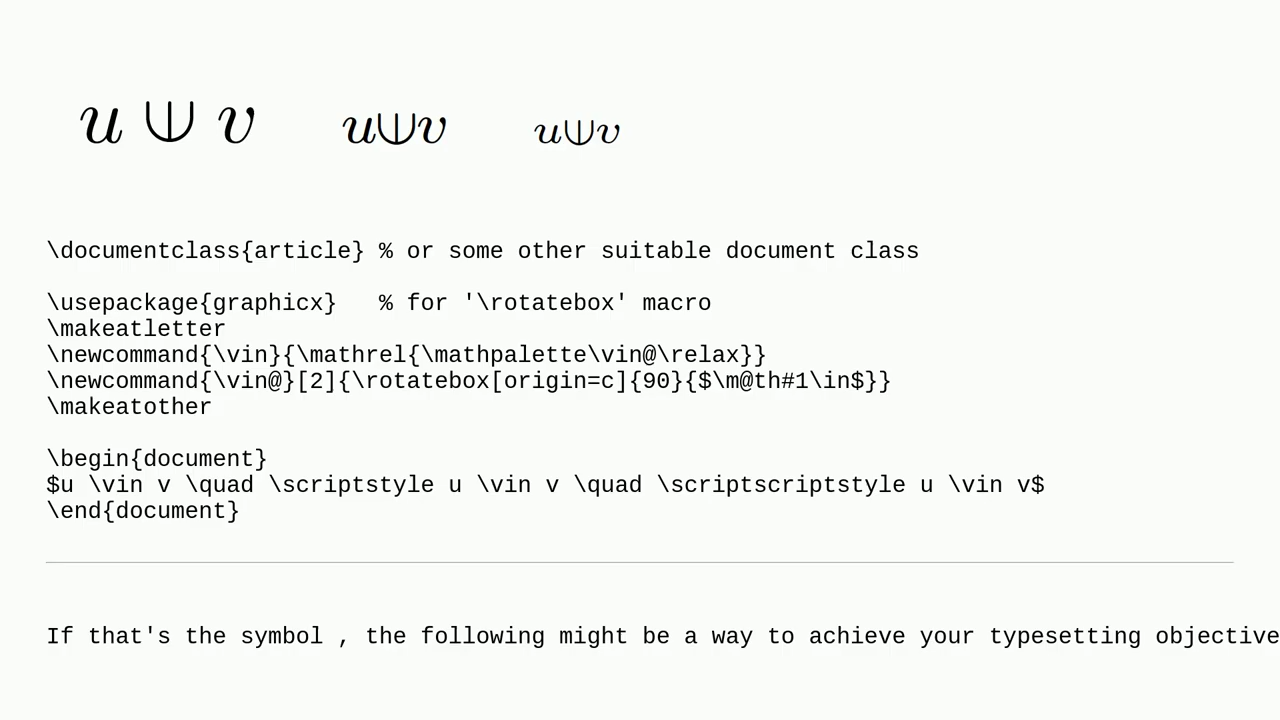 u ⟒ v u⟒v u⟒v
\documentclass{article} % or some other suitable document class
\usepackage{graphicx}   % for '\rotatebox' macro
\makeatletter
\newcommand{\vin}{\mathrel{\mathpalette\vin@\relax}}
\newcommand{\vin@}[2]{\rotatebox[origin=c]{90}{$\m@th#1\in$}}
\makeatother
\begin{document}
$u \vin v \quad \scriptstyle u \vin v \quad \scriptscriptstyle u \vin v$
\end{document}
If that's the symbol , the following might be a way to achieve your typesetting objective